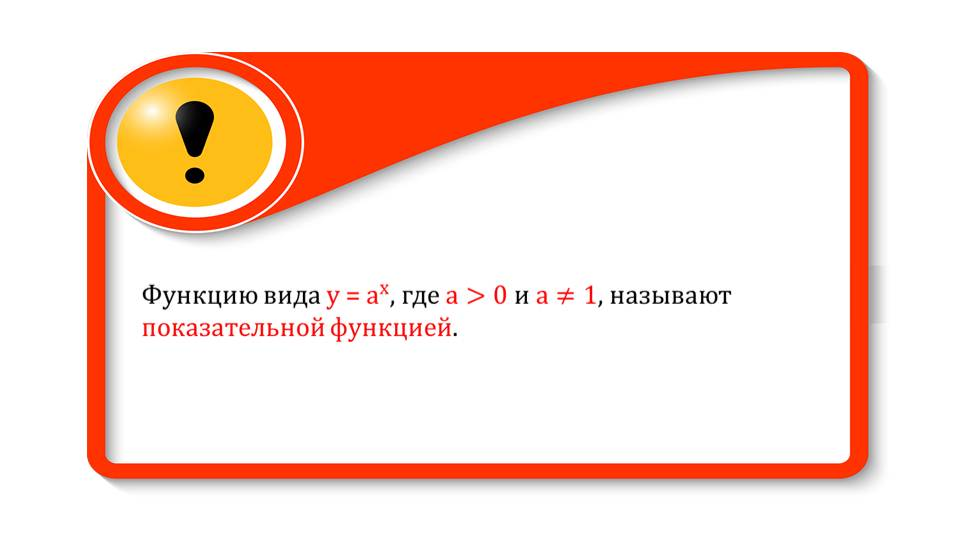 Функцию вида y = aˣ, где a > 0 и a ≠ 1, называют
показательной функцией.